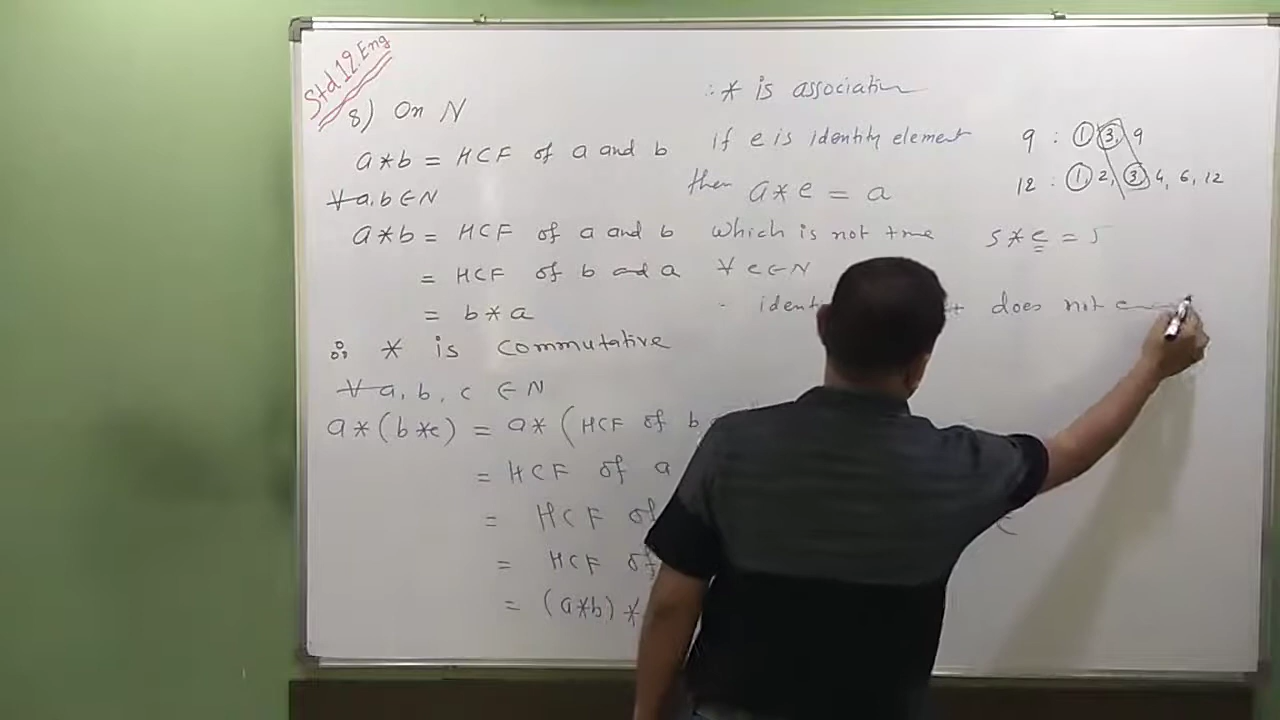 Std 12. Eng
8) On N
a * b = HCF of a and b
∀ a, b ∈ N
a * b = HCF of a and b
= HCF of b and a
= b * a
∴ * is commutative
∀ a, b, c ∈ N
a * (b * c) = a * (HCF of b
= HCF of a
= HCF of
= HCF of
= (a * b) *
∴ * is
if e is identity element
then a * e = a
which is not true
∀ e ∈ N
does not
9 : 1 3, 9
12 : 1, 2, 3, 4, 6, 12
5 * e = 5